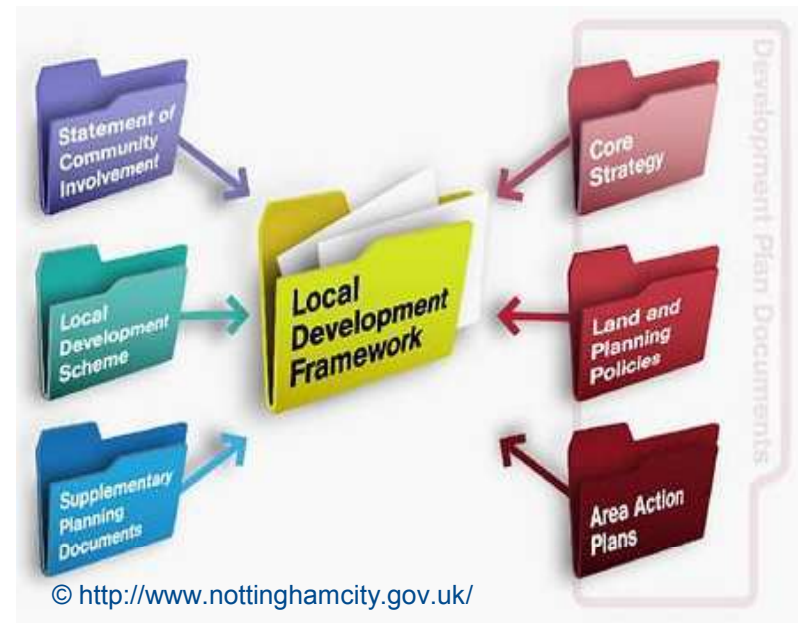 Statement of
Community
Involvement
Local
Development
Scheme
Supplementary
Planning
Documents
Local
Development
Framework
Core
Strategy
Land and
Planning
Policies
Area Action
Plans
Development Plan Documents
© http://www.nottinghamcity.gov.uk/